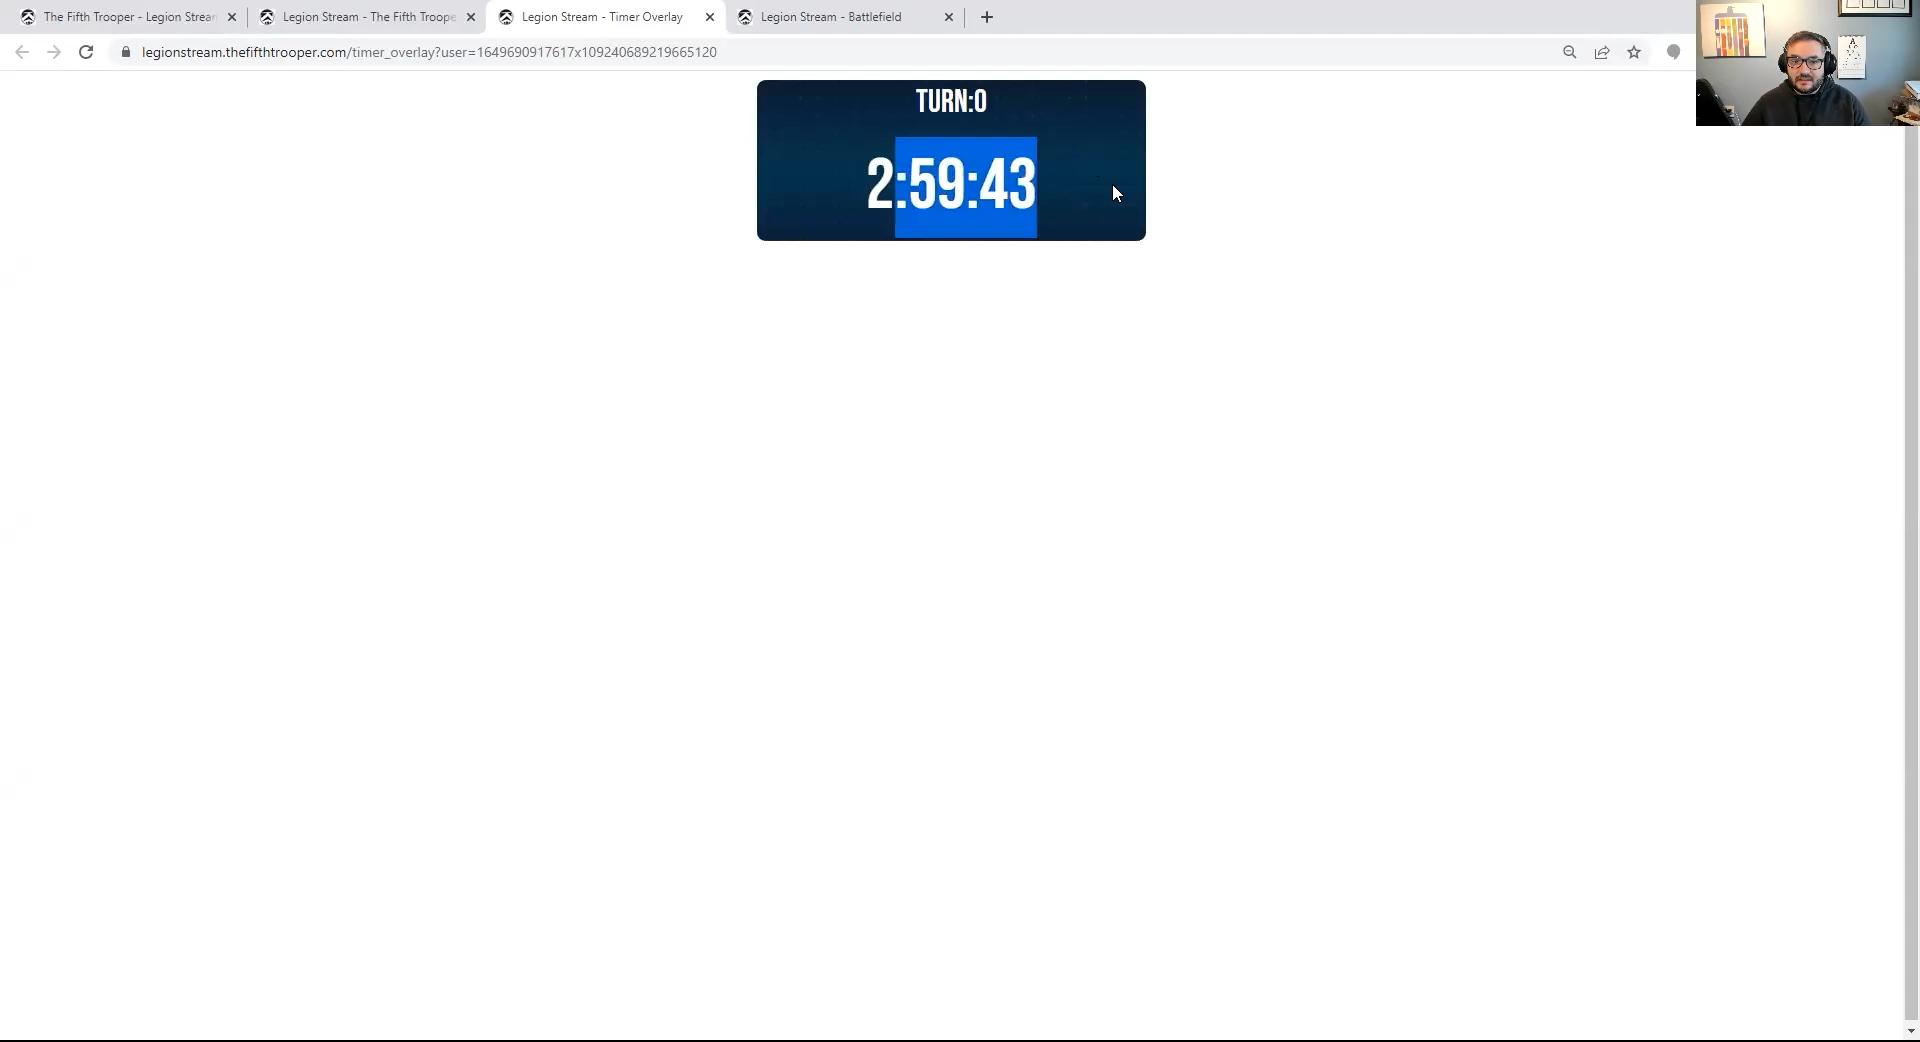 The Fifth Trooper - Legion Strea
Legion Stream - The Fifth Troope
Legion Stream - Timer Overlay
Legion Stream - Battlefield
legionstream.thefifthtrooper.com/timer_overlay?user=1649690917617x109240689219665120
TURN:0
2:59:43